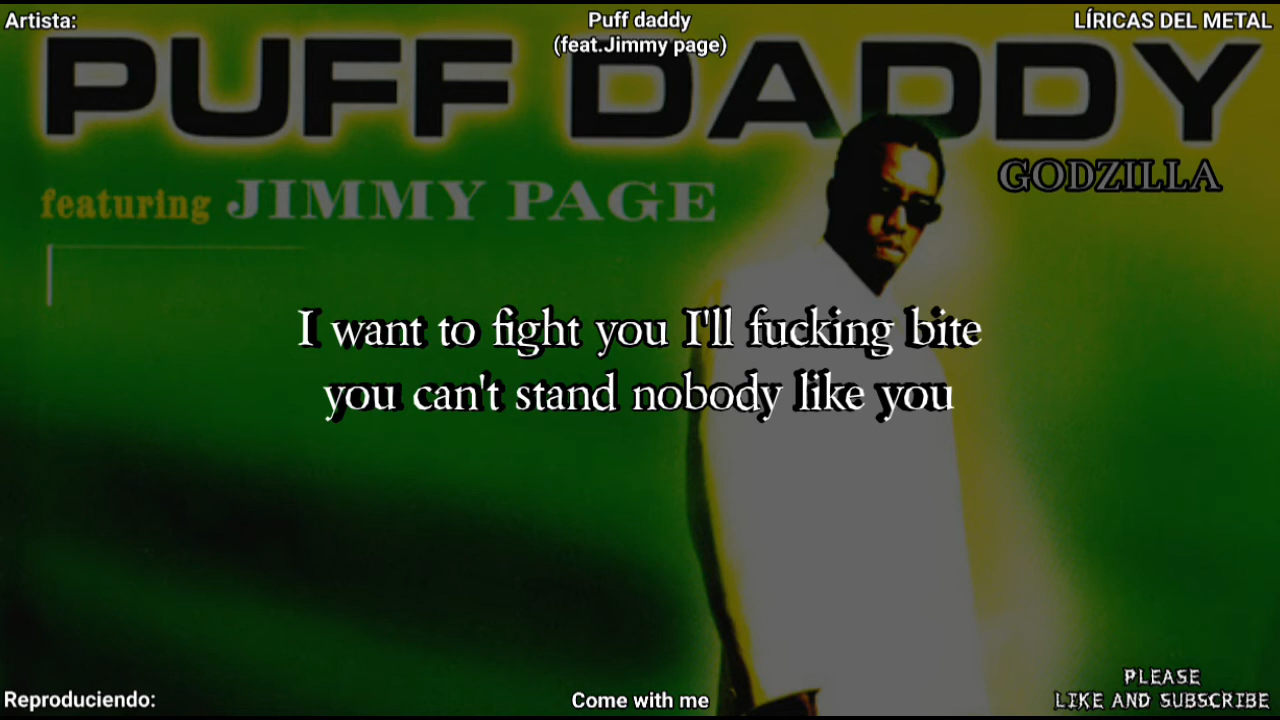 Artista:
Puff daddy
(feat.Jimmy page)
LÍRICAS DEL METAL
PUFF DADDY
GODZILLA
featuring JIMMY PAGE
I want to fight you I'll fucking bite
you can't stand nobody like you
Reproduciendo:
Come with me
PLEASE
LIKE AND SUBSCRIBE